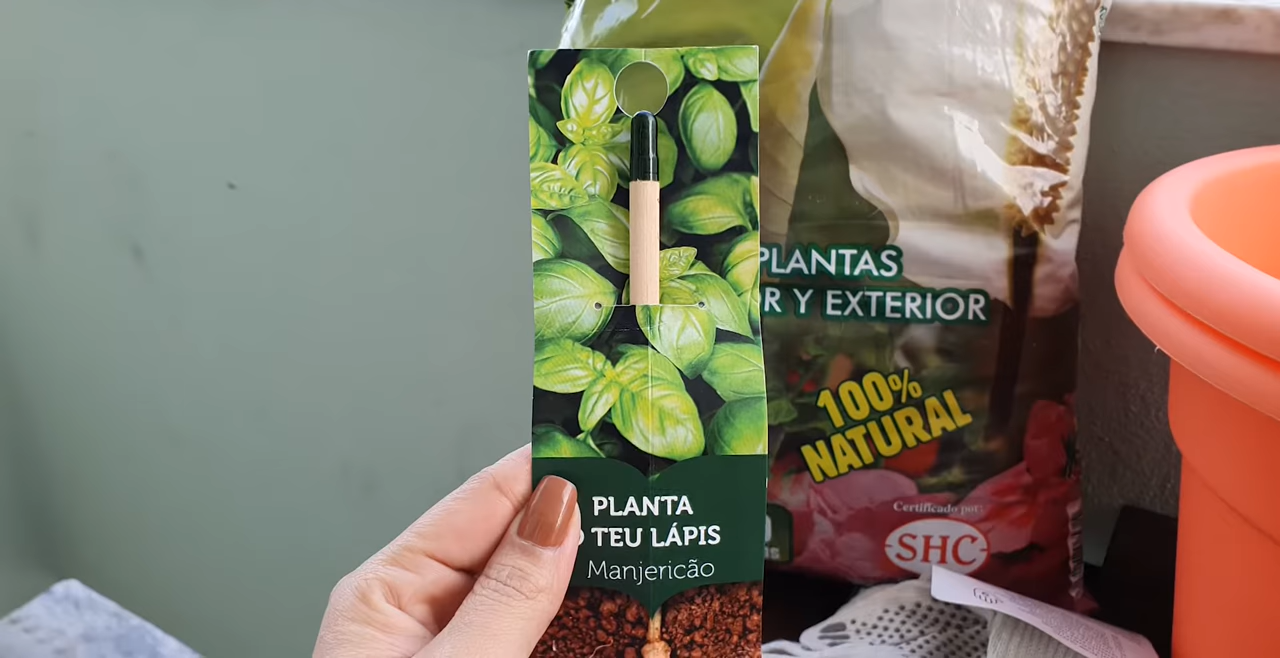 PLANTA
O TEU LÁPIS
Manjericão
PLANTAS
R Y EXTERIOR
100%
NATURAL
Certificado por:
SHC